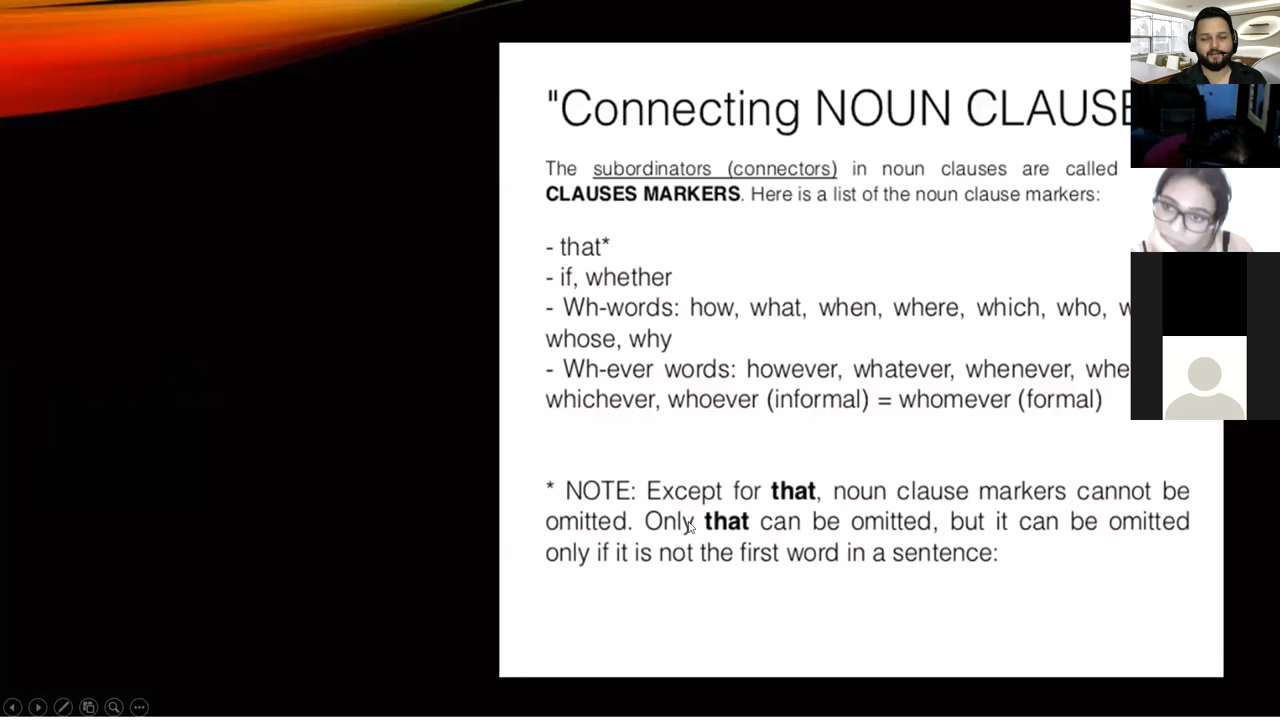 "Connecting NOUN CLAUSE
The subordinators (connectors) in noun clauses are called
CLAUSES MARKERS. Here is a list of the noun clause markers:
- that*
- if, whether
- Wh-words: how, what, when, where, which, who,
whose, why
- Wh-ever words: however, whatever, whenever,
whichever, whoever (informal) = whomever (formal)
* NOTE: Except for that, noun clause markers cannot be
omitted. Only that can be omitted, but it can be omitted
only if it is not the first word in a sentence: